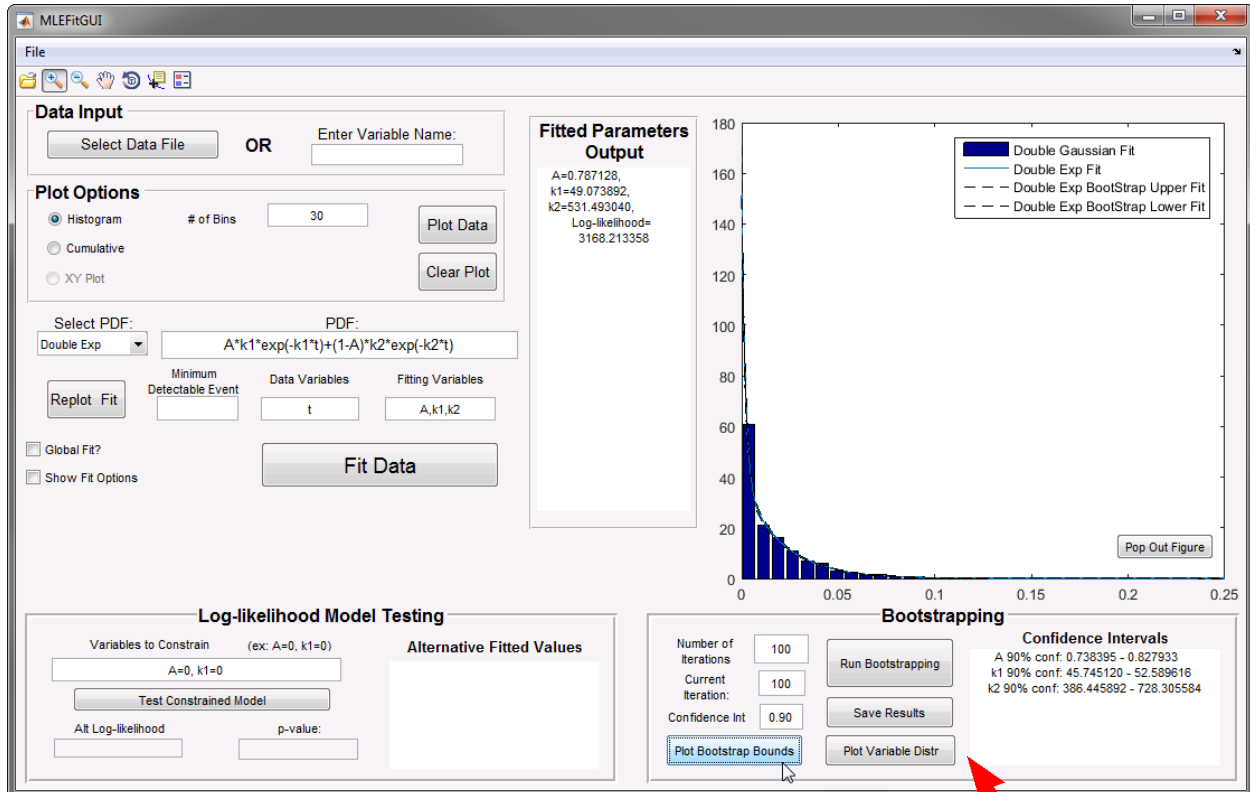 MLEFitGUI
File
Data Input
Select Data File
OR
Enter Variable Name:
Plot Options
Histogram
# of Bins
30
Plot Data
Cumulative
XY Plot
Clear Plot
Select PDF:
PDF:
Double Exp
A*k1*exp(-k1*t)+(1-A)*k2*exp(-k2*t)
Replot Fit
Minimum
Detectable Event
Data Variables
t
Fitting Variables
A,k1,k2
Global Fit?
Show Fit Options
Fit Data
Fitted Parameters
Output
A=0.787128,
k1=49.073892,
k2=531.493040,
Log-likelihood=
3168.213358
180
160
140
120
100
80
60
40
20
0
0
0.05
0.1
0.15
0.2
0.25
Double Gaussian Fit
Double Exp Fit
Double Exp BootStrap Upper Fit
Double Exp BootStrap Lower Fit
Pop Out Figure
Log-likelihood Model Testing
Variables to Constrain
(ex: A=0, k1=0)
A=0, k1=0
Test Constrained Model
Alt Log-likelihood
p-value:
Alternative Fitted Values
Bootstrapping
Number of
Iterations
100
Current
Iteration:
100
Confidence Int
0.90
Plot Bootstrap Bounds
Run Bootstrapping
Save Results
Plot Variable Distr
Confidence Intervals
A 90% conf: 0.738395 - 0.827933
k1 90% conf: 45.745120 - 52.589616
k2 90% conf: 386.445892 - 728.305584